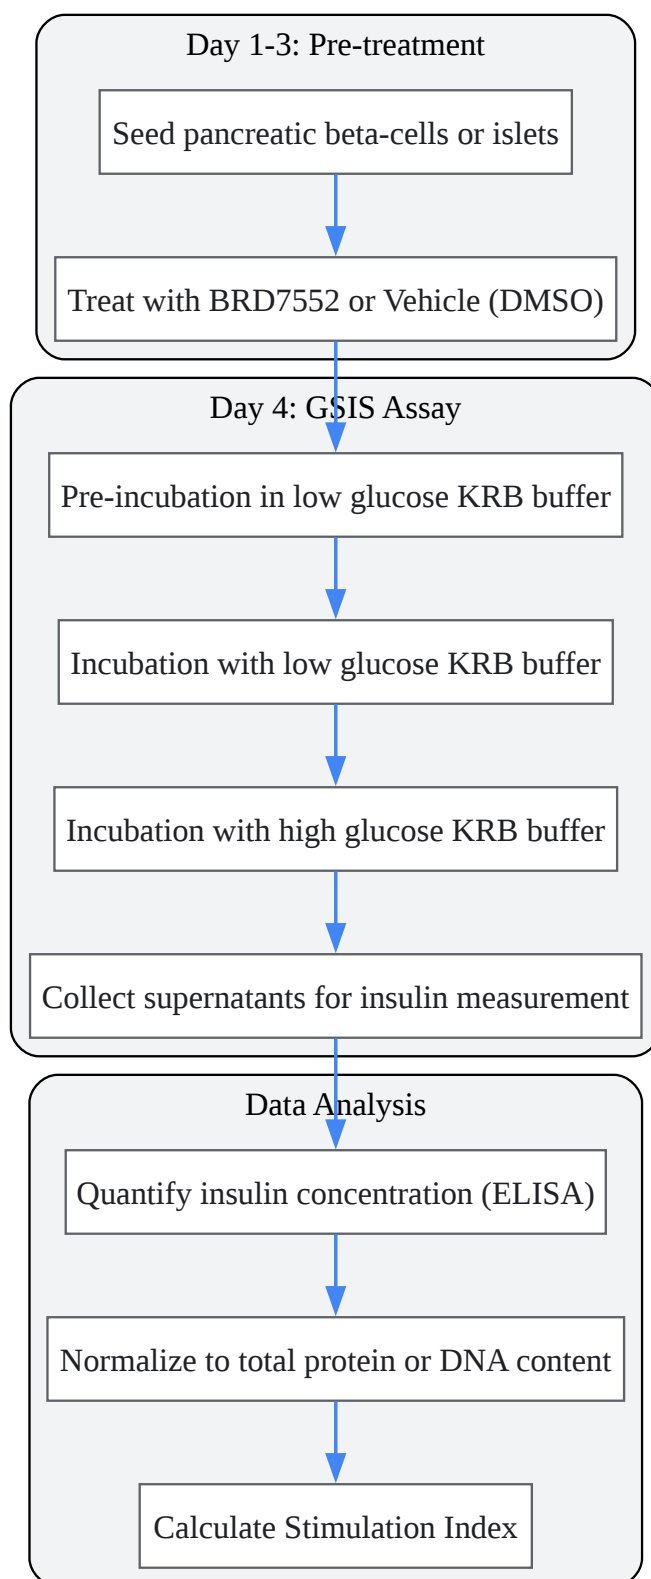 Day 1-3: Pre-treatment
Seed pancreatic beta-cells or islets
Treat with BRD7552 or Vehicle (DMSO)
Day 4: GSIS Assay
Pre-incubation in low glucose KRB buffer
Incubation with low glucose KRB buffer
Incubation with high glucose KRB buffer
Collect supernatants for insulin measurement
Data Analysis
Quantify insulin concentration (ELISA)
Normalize to total protein or DNA content
Calculate Stimulation Index